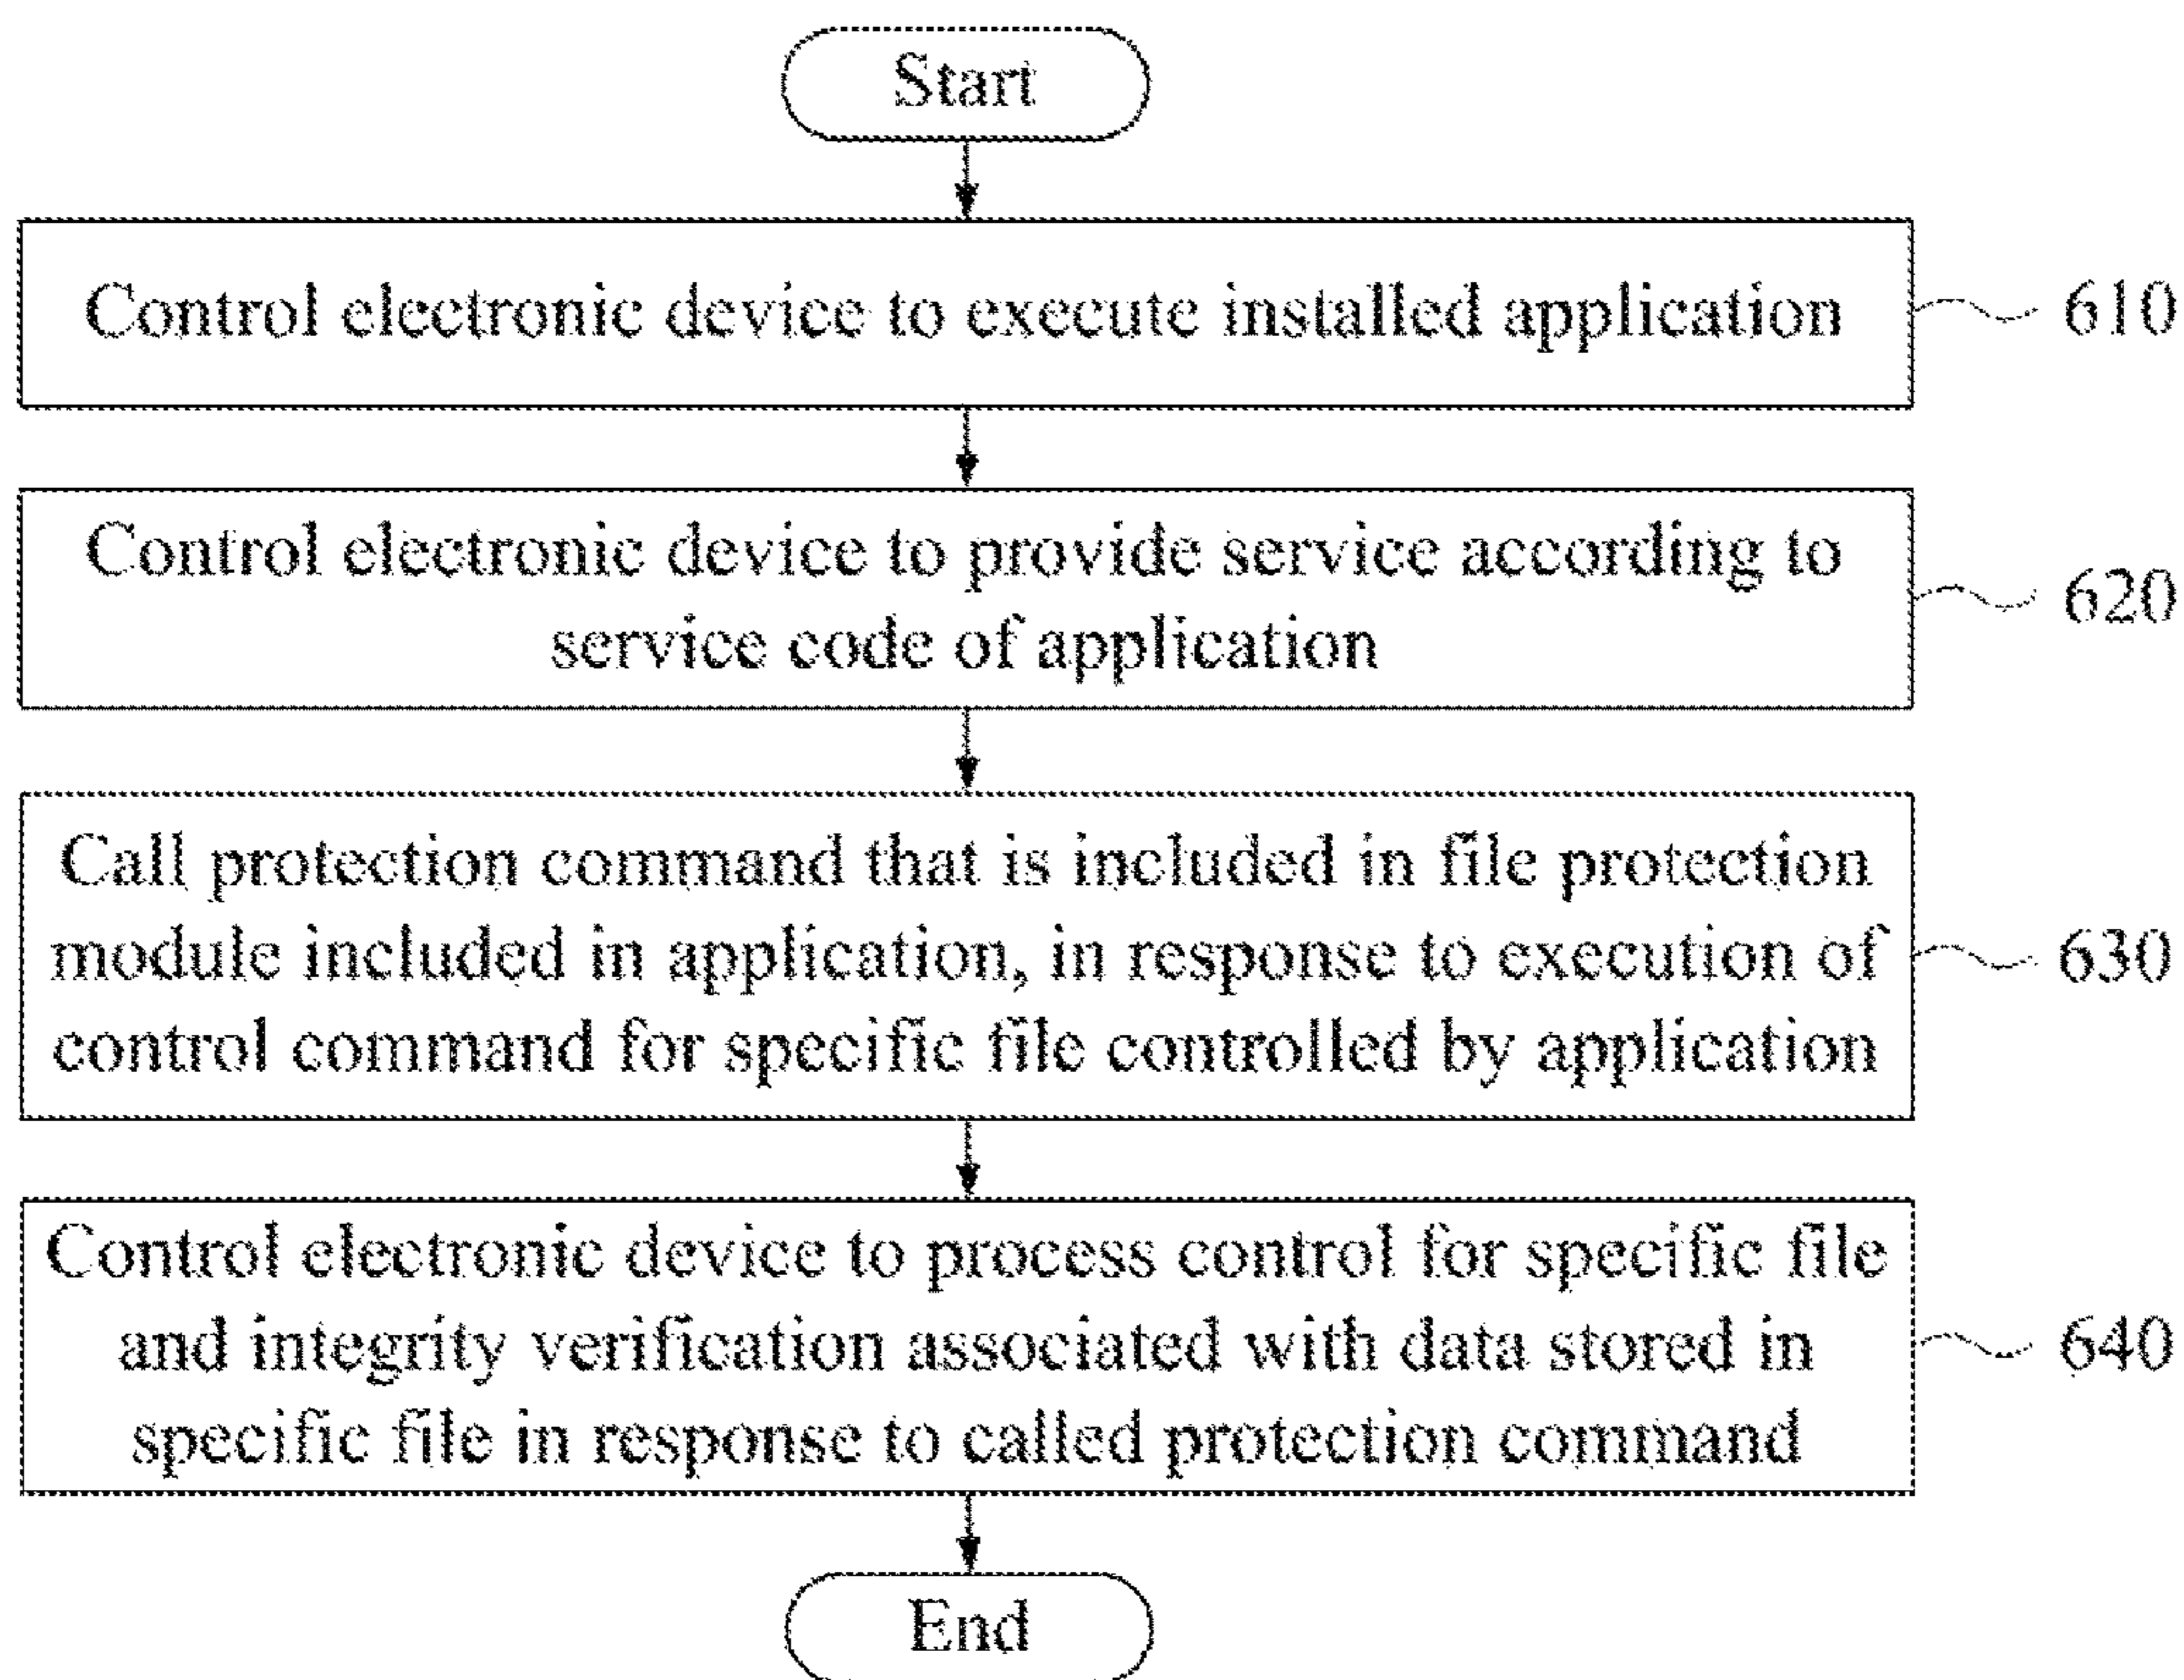 Start
Control electronic device to execute installed application
610
Control electronic device to provide service according to
service code of application
620
Call protection command that is included in file protection
module included in application, in response to execution of
control command for specific file controlled by application
630
Control electronic device to process control for specific file
and integrity verification associated with data stored in
specific file in response to called protection command
640
End